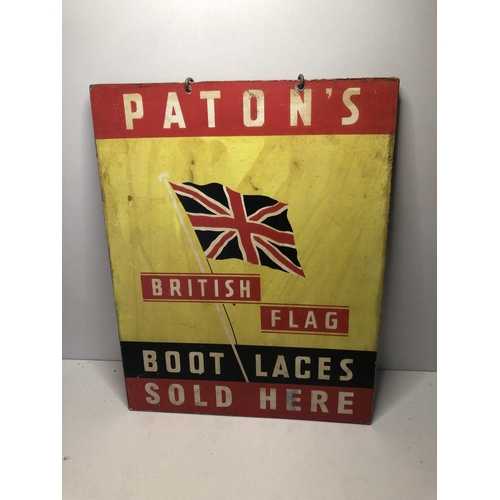 PATON'S
BRITISH
FLAG
BOOT LACES
SOLD HERE